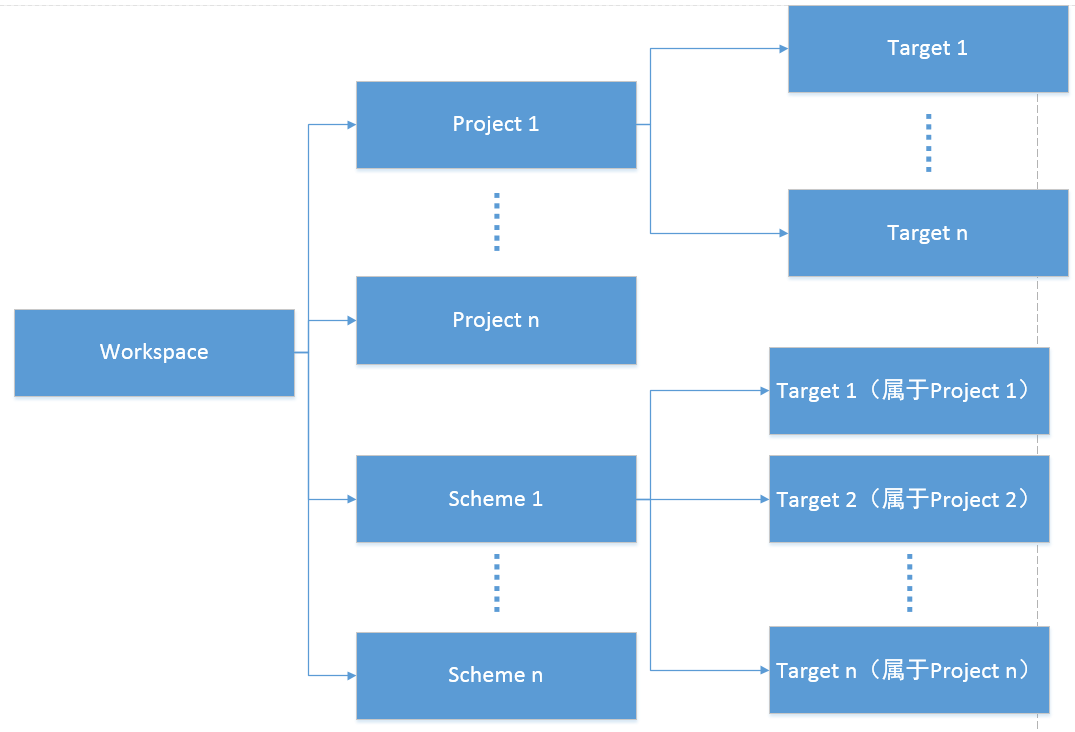 Target 1
Project 1
Target n
Project n
Workspace
Target 1（属于Project 1）
Scheme 1
Target 2（属于Project 2）
Scheme n
Target n（属于Project n）